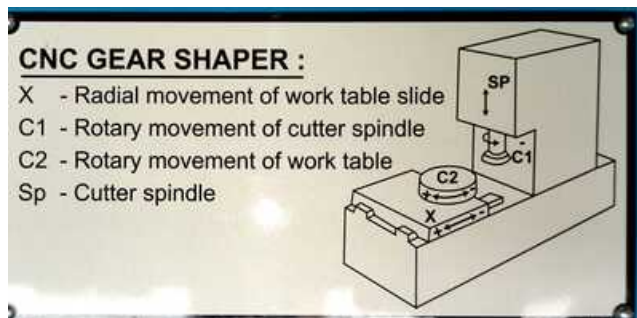 CNC GEAR SHAPER :
X - Radial movement of work table slide
C1 - Rotary movement of cutter spindle
C2 - Rotary movement of work table
Sp - Cutter spindle
SP
- C1
C2
+ -
X
+ -